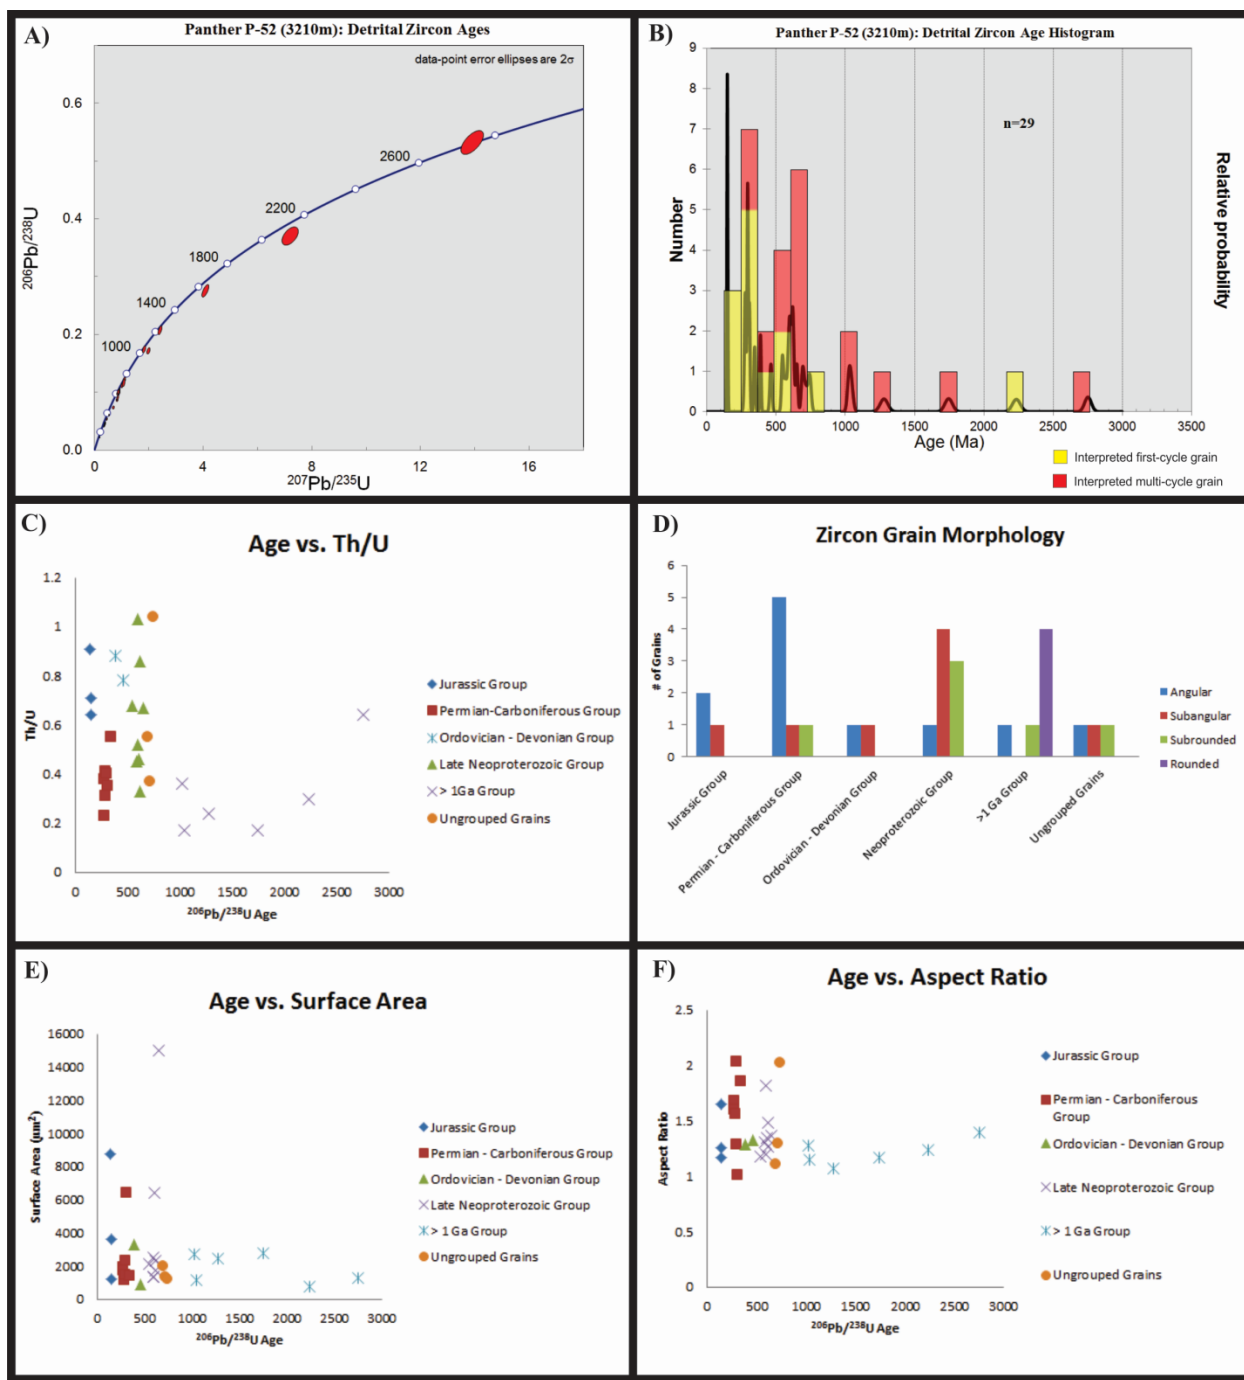 A)
Panther P-52 (3210m): Detrital Zircon Ages
data-point error ellipses are 2σ
0.6
0.4
0.2
0.0
2600
2200
1800
1400
1000
0
4
8
12
16
206Pb/238U
207Pb/235U
B)
Panther P-52 (3210m): Detrital Zircon Age Histogram
n=29
9
8
7
6
5
4
3
2
1
0
Number
Relative probability
0 500 1000 1500 2000 2500 3000 3500
Age (Ma)
Interpreted first-cycle grain
Interpreted multi-cycle grain
C)
Age vs. Th/U
1.2
1
0.8
0.6
0.4
0.2
0
Th/U
0 500 1000 1500 2000 2500 3000
206Pb/238U Age
Jurassic Group
Permian-Carboniferous Group
Ordovician - Devonian Group
Late Neoproterozoic Group
> 1Ga Group
Ungrouped Grains
D)
Zircon Grain Morphology
6
5
4
3
2
1
0
# of Grains
Jurassic Group
Permian - Carboniferous Group
Ordovician - Devonian Group
Neoproterozoic Group
>1 Ga Group
Ungrouped Grains
Angular
Subangular
Subrounded
Rounded
E)
Age vs. Surface Area
16000
14000
12000
10000
8000
6000
4000
2000
0
Surface Area (µm²)
0 500 1000 1500 2000 2500 3000
206Pb/238U Age
Jurassic Group
Permian - Carboniferous Group
Ordovician - Devonian Group
Late Neoproterozoic Group
> 1 Ga Group
Ungrouped Grains
F)
Age vs. Aspect Ratio
2.5
2
1.5
1
0.5
0
Aspect Ratio
0 500 1000 1500 2000 2500 3000
206Pb/238U Age
Jurassic Group
Permian - Carboniferous
Group
Ordovician - Devonian Group
Late Neoproterozoic Group
> 1 Ga Group
Ungrouped Grains